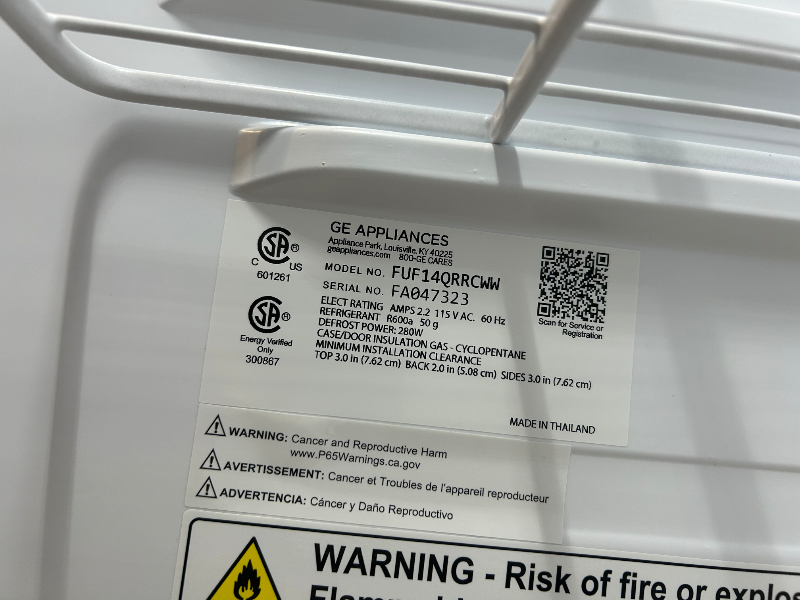 GE APPLIANCES
Appliance Park, Louisville, KY 40225
geappliances.com 800-GE CARES
MODEL NO. FUF14QRRCWW
SERIAL NO. FA047323
ELECT RATING AMPS 2.2 115 V AC. 60 Hz
REFRIGERANT R600a 50 g
DEFROST POWER: 280W
CASE/DOOR INSULATION GAS - CYCLOPENTANE
MINIMUM INSTALLATION CLEARANCE
TOP 3.0 in (7.62 cm) BACK 2.0 in (5.08 cm) SIDES 3.0 in (7.62 cm)
MADE IN THAILAND
SA ®
C US
601261
SA ®
Energy Verified
Only
300867
Scan for Service or
Registration
WARNING: Cancer and Reproductive Harm
www.P65Warnings.ca.gov
AVERTISSEMENT: Cancer et Troubles de l'appareil reproducteur
ADVERTENCIA: Cáncer y Daño Reproductivo
WARNING - Risk of fire or